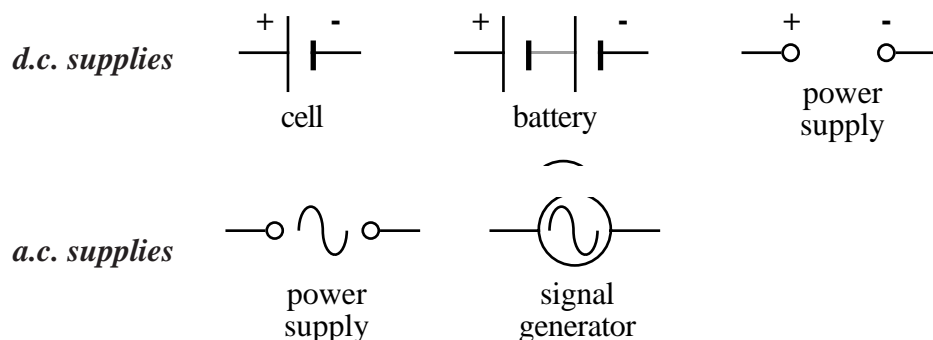 + - + - + -
d.c. supplies
cell
battery
power
supply
a.c. supplies
power
supply
signal
generator